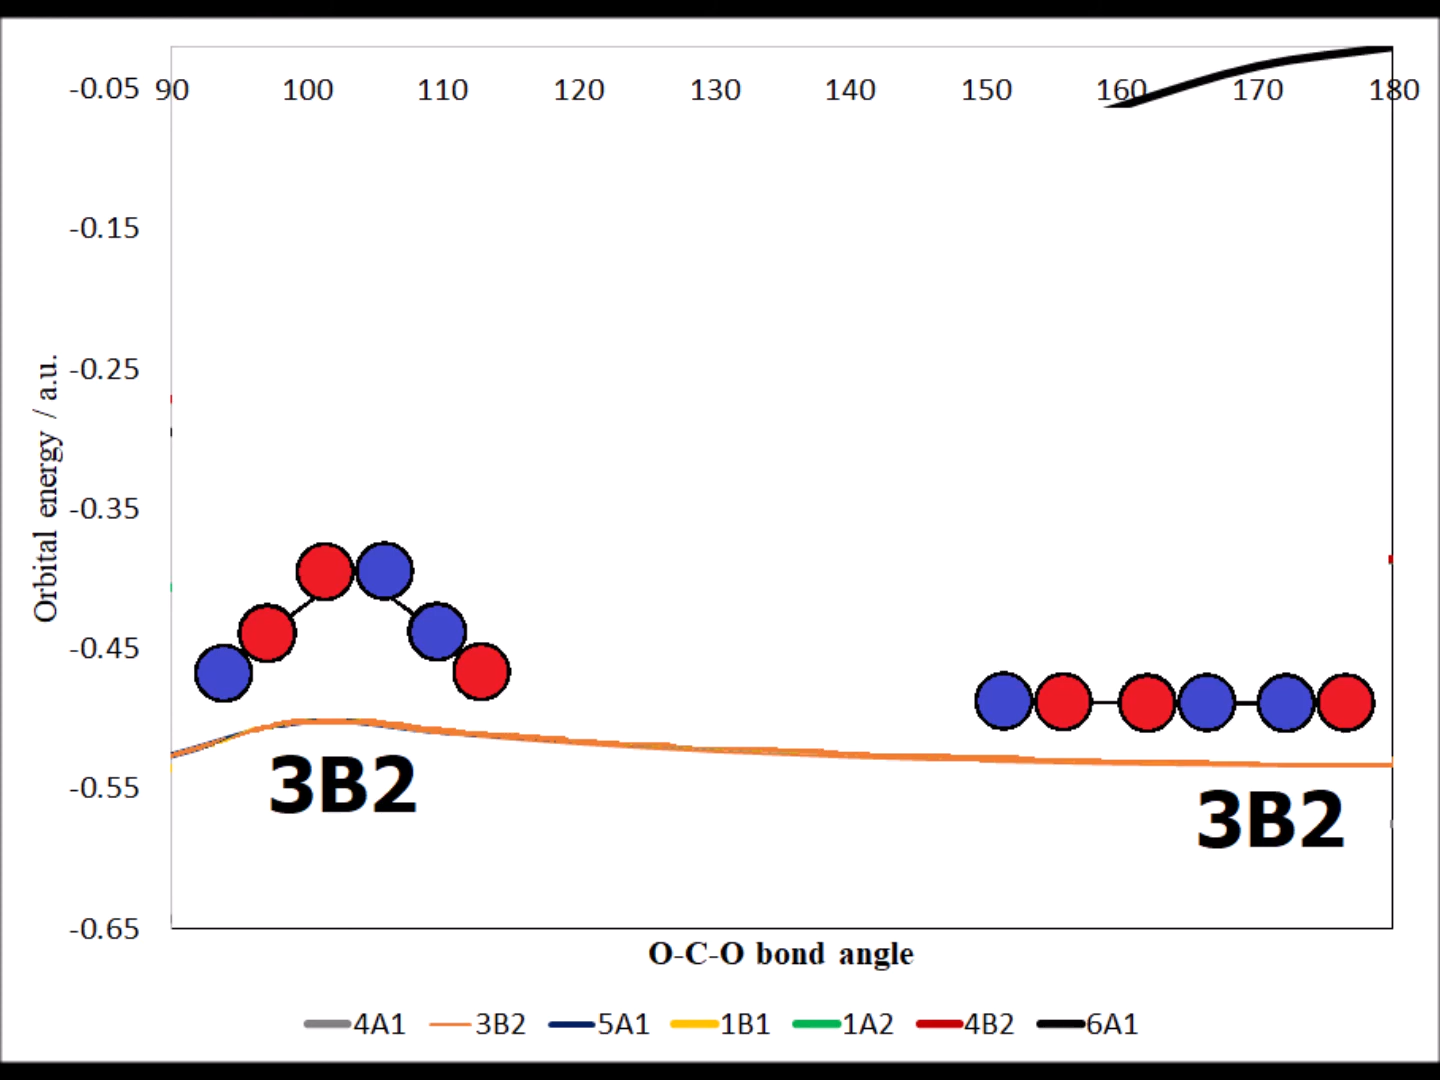 -0.05 90 100 110 120 130 140 150 160 170 180
-0.15
-0.25
-0.35
-0.45
-0.55
-0.65
Orbital energy / a.u.
3B2
3B2
O-C-O bond angle
4A1 3B2 5A1 1B1 1A2 4B2 6A1